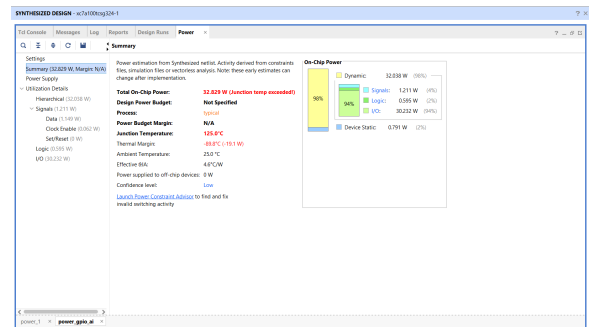 SYNTHESIZED DESIGN - xc7a100tcsg324-1
Tcl Console Messages Log Reports Design Runs Power
Summary
Settings
Summary (32.829 W, Margin: N/A)
Power Supply
Utilization Details
Hierarchical (32.038 W)
Signals (1.211 W)
Data (1.149 W)
Clock Enable (0.062 W)
Set/Reset (0 W)
Logic (0.595 W)
I/O (30.232 W)
Power estimation from Synthesized netlist. Activity derived from constraints
files, simulation files or vectorless analysis. Note: these early estimates can
change after implementation.
Total On-Chip Power: 32.829 W (Junction temp exceeded!)
Design Power Budget: Not Specified
Process: typical
Power Budget Margin: N/A
Junction Temperature: 125.0°C
Thermal Margin: -89.8°C (-19.1 W)
Ambient Temperature: 25.0 °C
Effective ϑJA: 4.6°C/W
Power supplied to off-chip devices: 0 W
Confidence level: Low
Launch Power Constraint Advisor to find and fix
invalid switching activity
On-Chip Power
98%
Dynamic: 32.038 W (98%)
94%
Signals: 1.211 W (4%)
Logic: 0.595 W (2%)
I/O: 30.232 W (94%)
Device Static: 0.791 W (2%)
power_1 power_gpio_ai